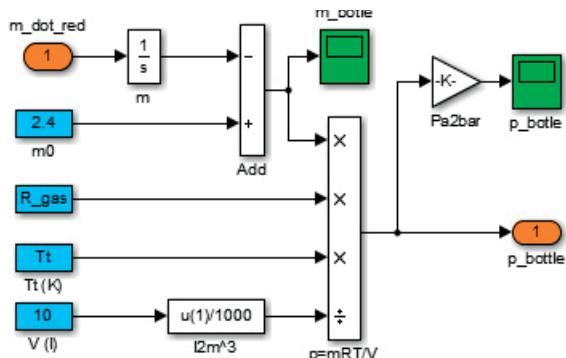 m_dot_red
m_botle
1
1
s
m
−
+
Add
2.4
m0
-K-
Pa2bar
p_botle
R_gas
×
×
×
÷
Tt
Tt (K)
1
p_bottle
10
V (l)
u(1)/1000
l2m^3
p=mRT/V